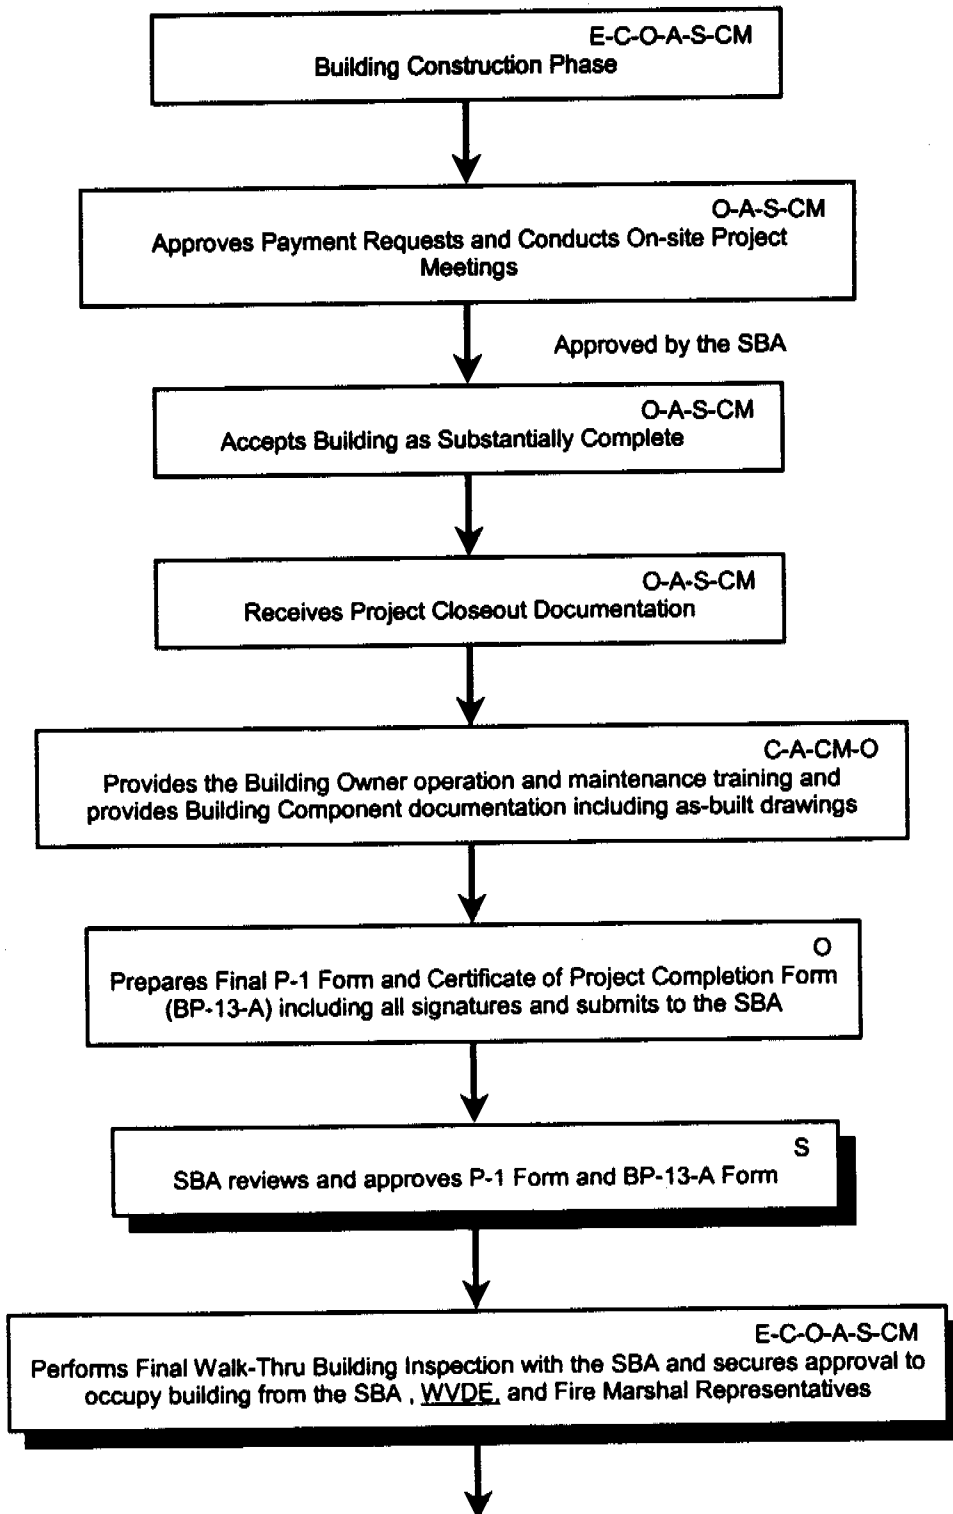 E-C-O-A-S-CM
Building Construction Phase
O-A-S-CM
Approves Payment Requests and Conducts On-site Project
Meetings
Approved by the SBA
O-A-S-CM
Accepts Building as Substantially Complete
O-A-S-CM
Receives Project Closeout Documentation
C-A-CM-O
Provides the Building Owner operation and maintenance training and
provides Building Component documentation including as-built drawings
O
Prepares Final P-1 Form and Certificate of Project Completion Form
(BP-13-A) including all signatures and submits to the SBA
S
SBA reviews and approves P-1 Form and BP-13-A Form
E-C-O-A-S-CM
Performs Final Walk-Thru Building Inspection with the SBA and secures approval to
occupy building from the SBA , WVDE, and Fire Marshal Representatives